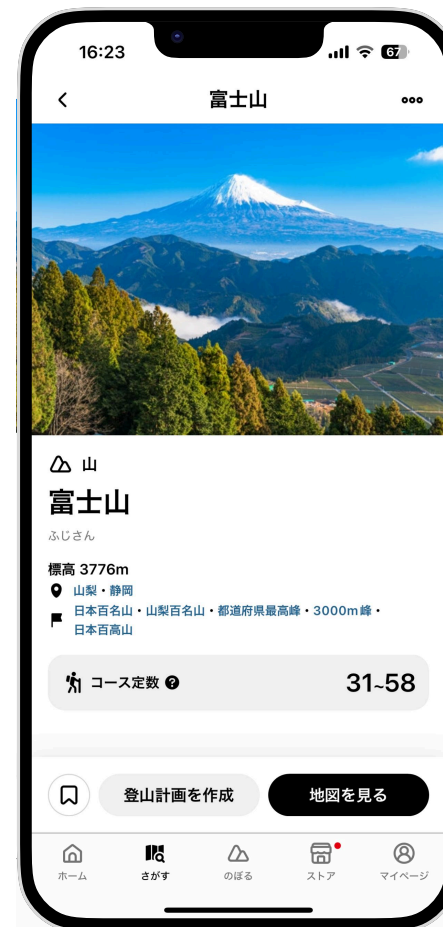 16:23
67
富士山
山
富士山
ふじさん
標高 3776m
山梨・静岡
日本百名山・山梨百名山・都道府県最高峰・3000m峰・
日本百高山
コース定数 ?
31~58
登山計画を作成
地図を見る
ホーム
さがす
のぼる
ストア
マイページ